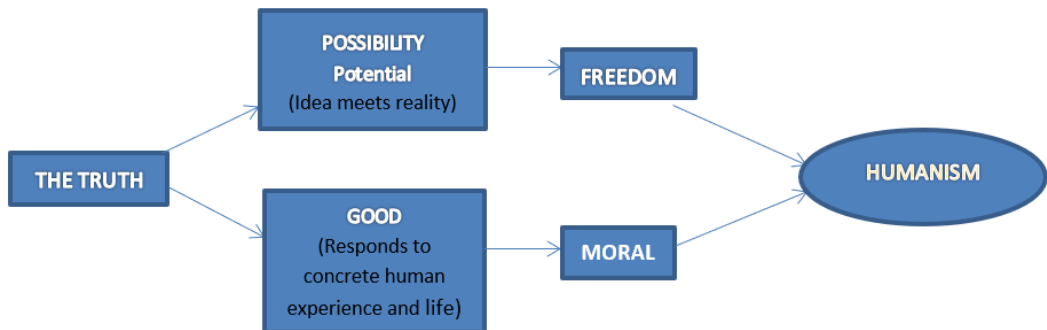 THE TRUTH
POSSIBILITY
Potential
(Idea meets reality)
FREEDOM
GOOD
(Responds to
concrete human
experience and life)
MORAL
HUMANISM